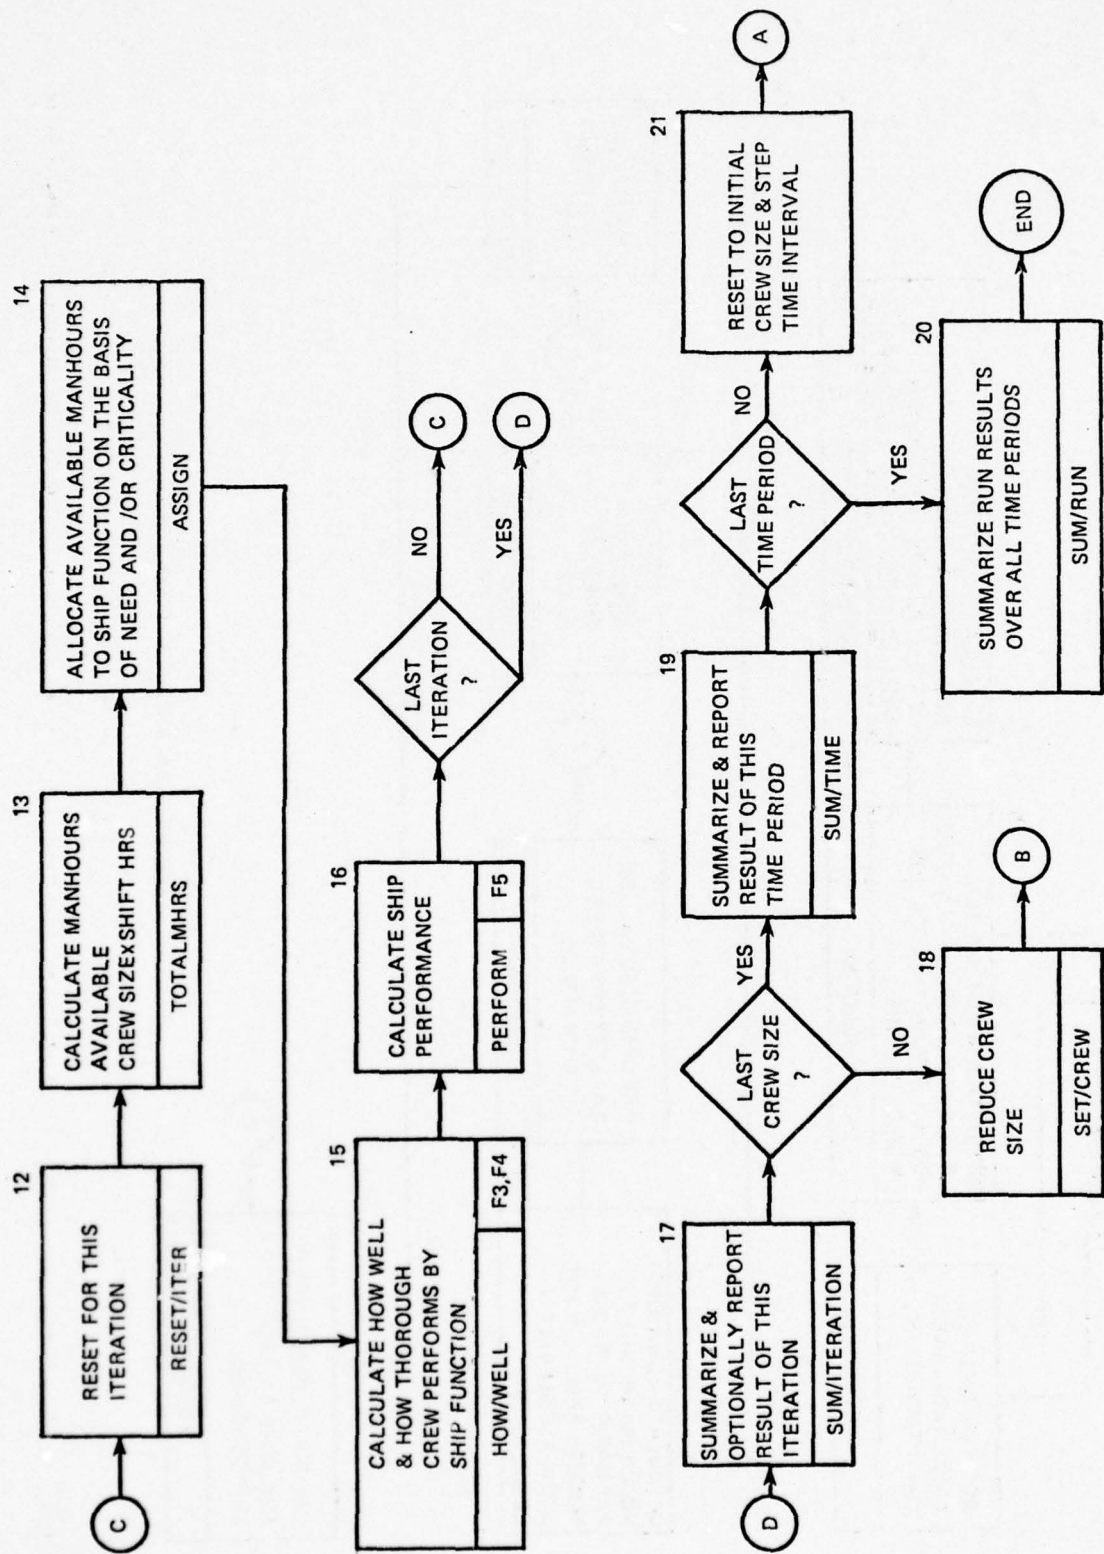 C
12
RESET FOR THIS
ITERATION
RESET/ITER
13
CALCULATE MANHOURS
AVAILABLE
CREW SIZExSHIFT HRS
TOTALMHRS
14
ALLOCATE AVAILABLE MANHOURS
TO SHIP FUNCTION ON THE BASIS
OF NEED AND /OR CRITICALITY
ASSIGN
15
CALCULATE HOW WELL
& HOW THOROUGH
CREW PERFORMS BY
SHIP FUNCTION
HOW/WELL
F3,F4
16
CALCULATE SHIP
PERFORMANCE
PERFORM
F5
LAST
ITERATION
?
NO
C
YES
D
D
17
SUMMARIZE &
OPTIONALLY REPORT
RESULT OF THIS
ITERATION
SUM/ITERATION
LAST
CREW SIZE
?
YES
NO
18
REDUCE CREW
SIZE
SET/CREW
B
19
SUMMARIZE & REPORT
RESULT OF THIS
TIME PERIOD
SUM/TIME
LAST
TIME PERIOD
?
NO
YES
21
RESET TO INITIAL
CREW SIZE & STEP
TIME INTERVAL
A
20
SUMMARIZE RUN RESULTS
OVER ALL TIME PERIODS
SUM/RUN
END